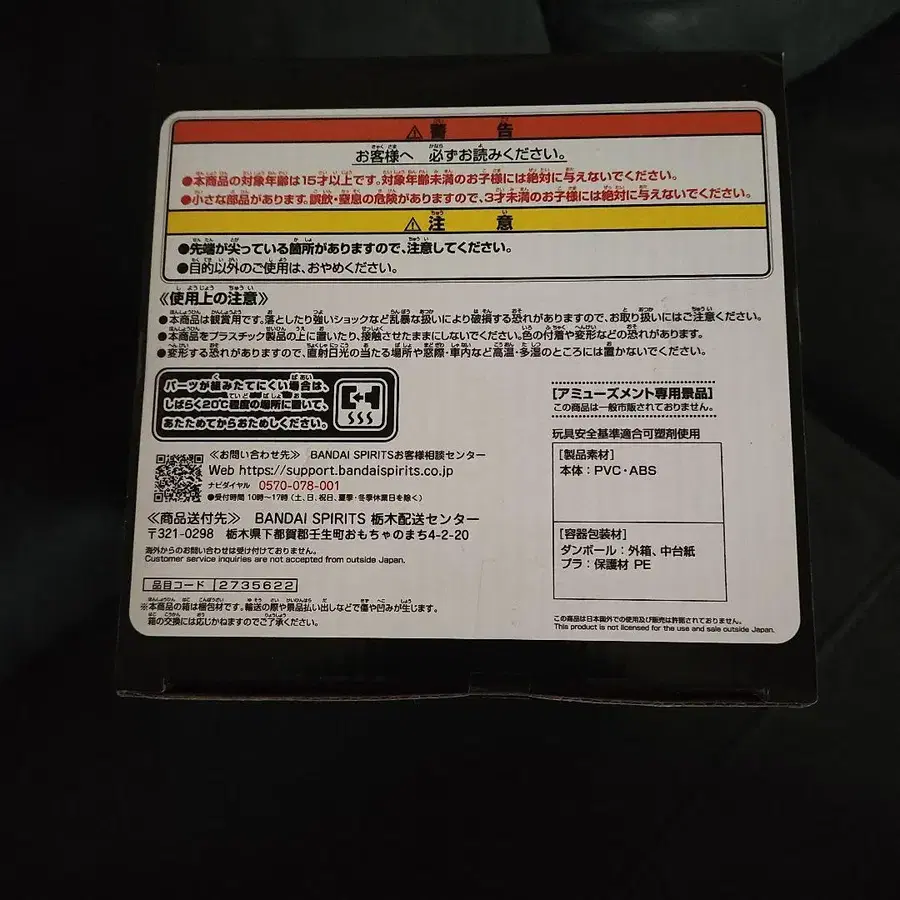 ⚠ 警 告
お客様へ 必ずお読みください。
●本商品の対象年齢は15才以上です。対象年齢未満のお子様には絶対に与えないでください。
●小さな部品があります。誤飲・窒息の危険がありますので、3才未満のお子様には絶対に与えないでください。
⚠ 注 意
●先端が尖っている箇所がありますので、注意してください。
●目的以外のご使用は、おやめください。
《使用上の注意》
●本商品は観賞用です。落としたり強いショックなど乱暴な扱いにより破損する恐れがありますので、お取り扱いにはご注意ください。
●本商品をプラスチック製品の上に置いたり、接触させたままにしないでください。色の付着や変形などの恐れがあります。
●変形する恐れがありますので、直射日光の当たる場所や窓際・車内など高温・多湿のところには置かないでください。
パーツが組みたてにくい場合は、
しばらく20℃程度の場所に置いて、
あたためてからおためしください。
≪お問い合わせ先≫ BANDAI SPIRITSお客様相談センター
Web https://support.bandaispirits.co.jp
ナビダイヤル 0570-078-001
●受付時間 10時〜17時(土、日、祝日、夏季・冬季休業日を除く)
≪商品送付先≫ BANDAI SPIRITS 栃木配送センター
〒321-0298 栃木県下都賀郡壬生町おもちゃのまち4-2-20
海外からのお問い合わせは受け付けておりません。
Customer service inquiries are not accepted from outside Japan.
品目コード 2735622
※本商品の箱は梱包材です。輸送の際や景品払い出しなどで傷や凹みが生じます。
箱の交換には応じかねますのでご了承ください。
[アミューズメント専用景品]
この商品は一般市販されておりません。
玩具安全基準適合可塑剤使用
[製品素材]
本体:PVC・ABS
[容器包装材]
ダンボール:外箱、中台紙
プラ:保護材 PE
この商品は日本国外での使用及び販売は許諾されておりません。
This product is not licensed for the use and sale outside Japan.